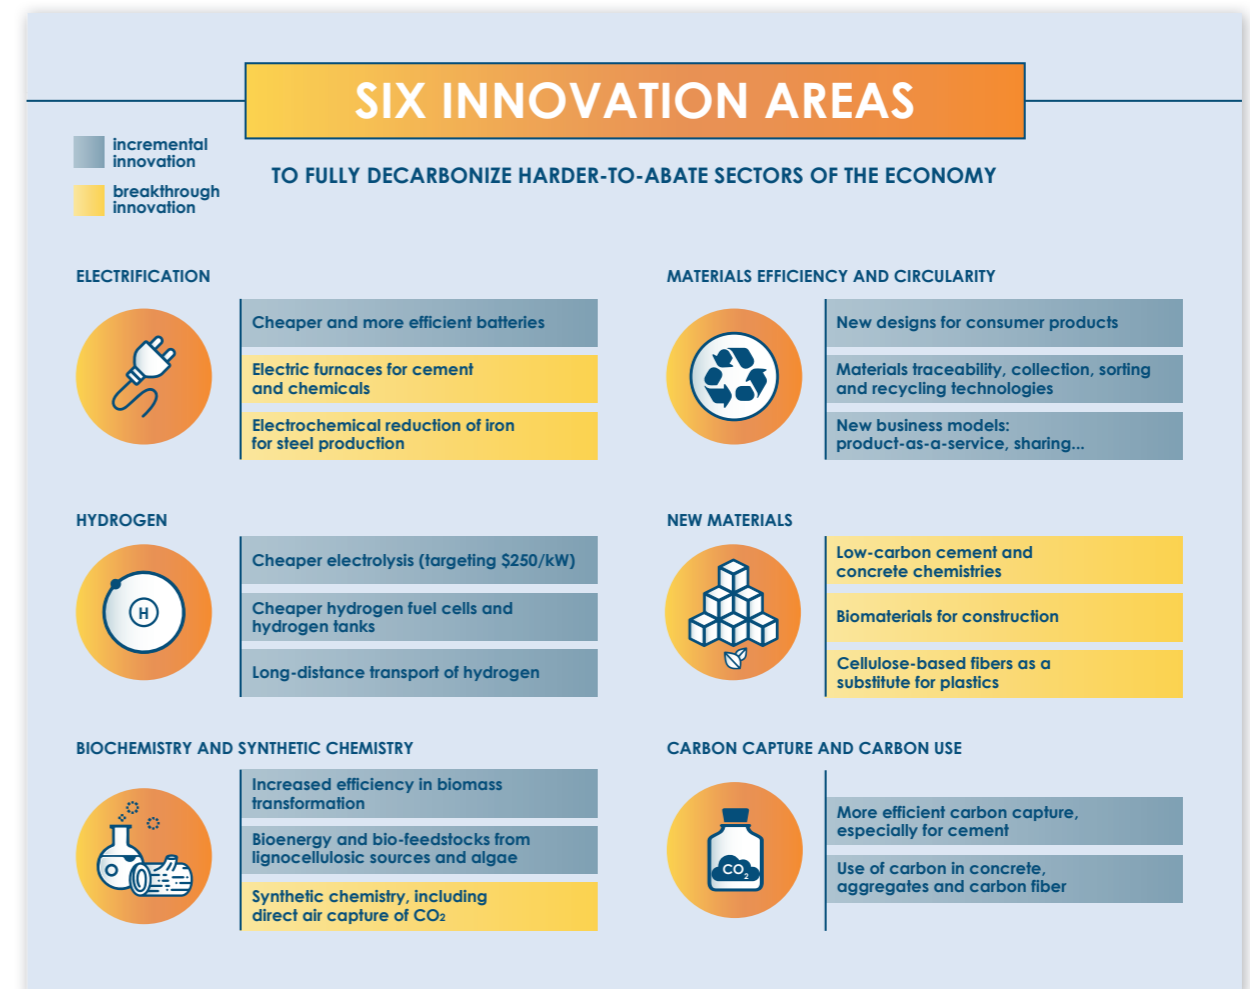 SIX INNOVATION AREAS
incremental
innovation
breakthrough
innovation
TO FULLY DECARBONIZE HARDER-TO-ABATE SECTORS OF THE ECONOMY
ELECTRIFICATION
Cheaper and more efficient batteries
Electric furnaces for cement
and chemicals
Electrochemical reduction of iron
for steel production
MATERIALS EFFICIENCY AND CIRCULARITY
New designs for consumer products
Materials traceability, collection, sorting
and recycling technologies
New business models:
product-as-a-service, sharing...
HYDROGEN
H
Cheaper electrolysis (targeting $250/kW)
Cheaper hydrogen fuel cells and
hydrogen tanks
Long-distance transport of hydrogen
NEW MATERIALS
Low-carbon cement and
concrete chemistries
Biomaterials for construction
Cellulose-based fibers as a
substitute for plastics
BIOCHEMISTRY AND SYNTHETIC CHEMISTRY
Increased efficiency in biomass
transformation
Bioenergy and bio-feedstocks from
lignocellulosic sources and algae
Synthetic chemistry, including
direct air capture of CO₂
CARBON CAPTURE AND CARBON USE
CO₂
More efficient carbon capture,
especially for cement
Use of carbon in concrete,
aggregates and carbon fiber